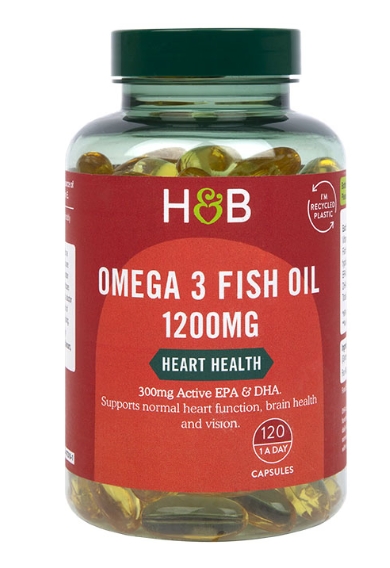 H&B
I'M
RECYCLED
PLASTIC
OMEGA 3 FISH OIL
1200MG
HEART HEALTH
300mg Active EPA & DHA.
Supports normal heart function, brain health
and vision.
120
1 A DAY
CAPSULES